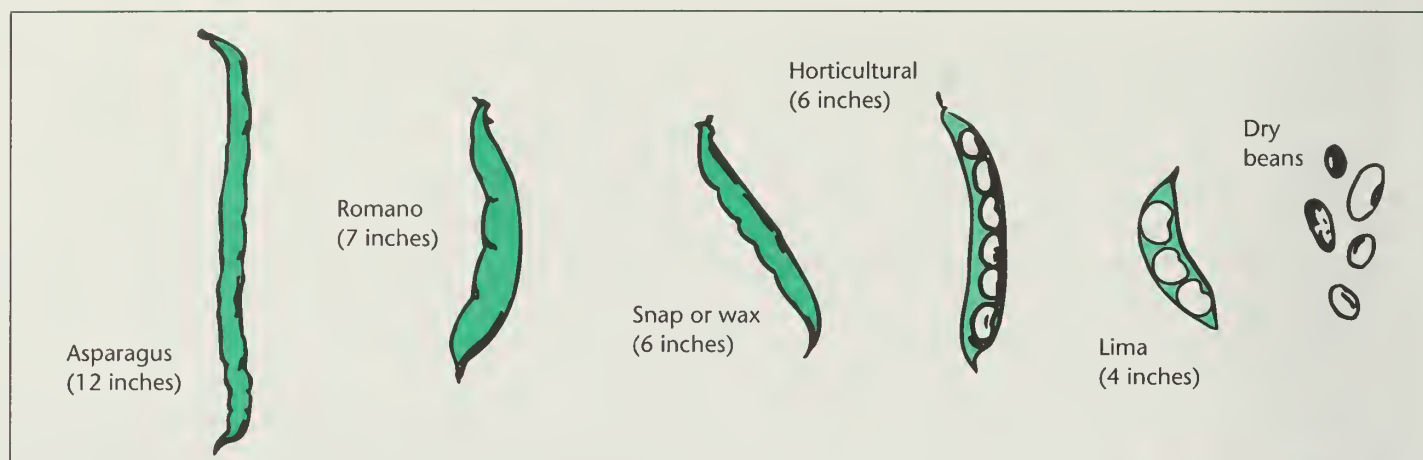 Asparagus
(12 inches)
Romano
(7 inches)
Snap or wax
(6 inches)
Horticultural
(6 inches)
Lima
(4 inches)
Dry
beans